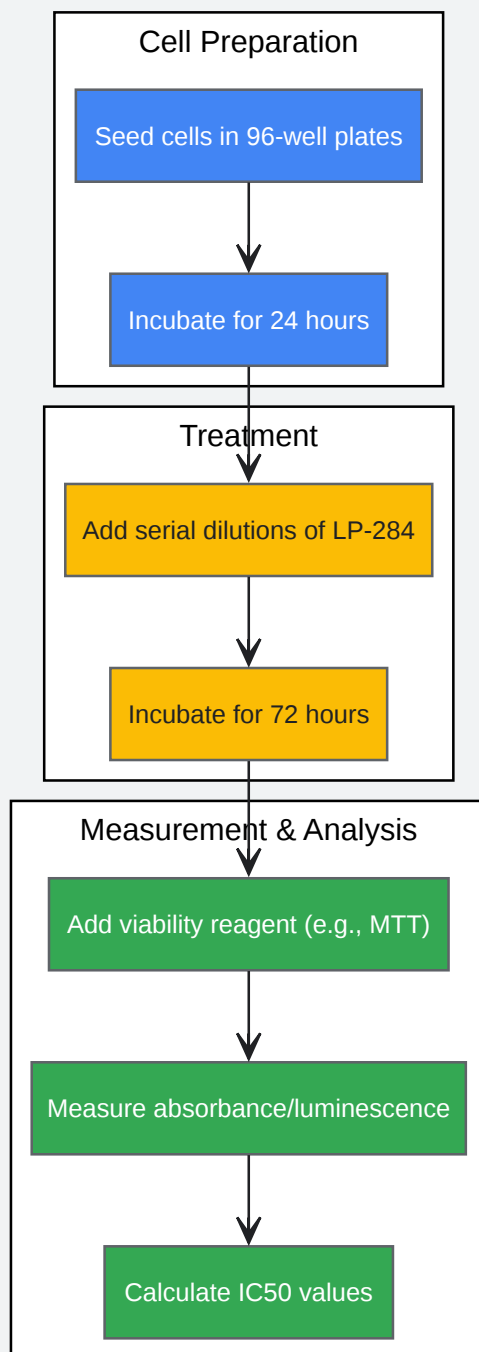 Cell Preparation
Seed cells in 96-well plates
Incubate for 24 hours
Treatment
Add serial dilutions of LP-284
Incubate for 72 hours
Measurement & Analysis
Add viability reagent (e.g., MTT)
Measure absorbance/luminescence
Calculate IC50 values